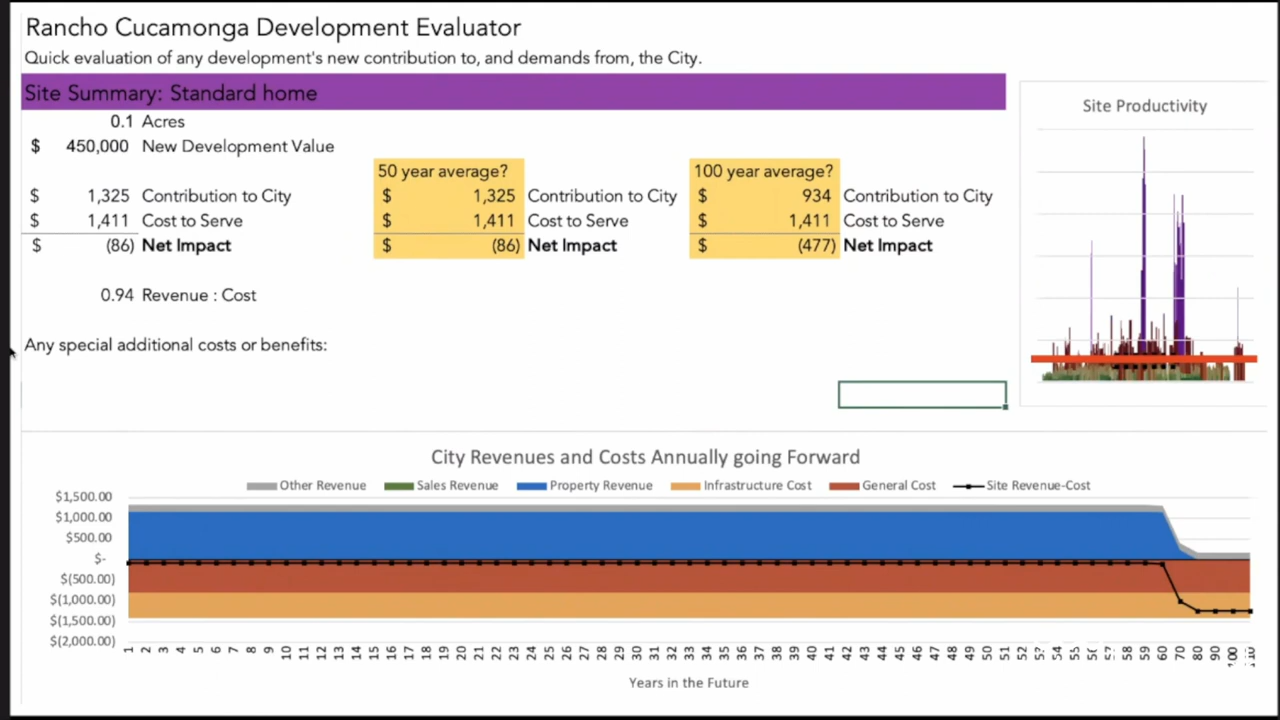 Rancho Cucamonga Development Evaluator
Quick evaluation of any development's new contribution to, and demands from, the City.
Site Summary: Standard home
0.1 Acres
$ 450,000 New Development Value
50 year average? 100 year average?
$ 1,325 Contribution to City $ 1,325 Contribution to City $ 934 Contribution to City
$ 1,411 Cost to Serve $ 1,411 Cost to Serve $ 1,411 Cost to Serve
$ (86) Net Impact $ (86) Net Impact $ (477) Net Impact
0.94 Revenue : Cost
Any special additional costs or benefits:
Site Productivity
City Revenues and Costs Annually going Forward
Other Revenue Sales Revenue Property Revenue Infrastructure Cost General Cost Site Revenue-Cost
$1,500.00
$1,000.00
$500.00
$-
$(500.00)
$(1,000.00)
$(1,500.00)
$(2,000.00)
1 2 3 4 5 6 7 8 9 10 11 12 13 14 15 16 17 18 19 20 21 22 23 24 25 26 27 28 29 30 31 32 33 34 35 36 37 38 39 40 41 42 43 44 45 46 47 48 49 50 51 52 53 54 55 56 57 58 59 60 70 80 90 100 110
Years in the Future